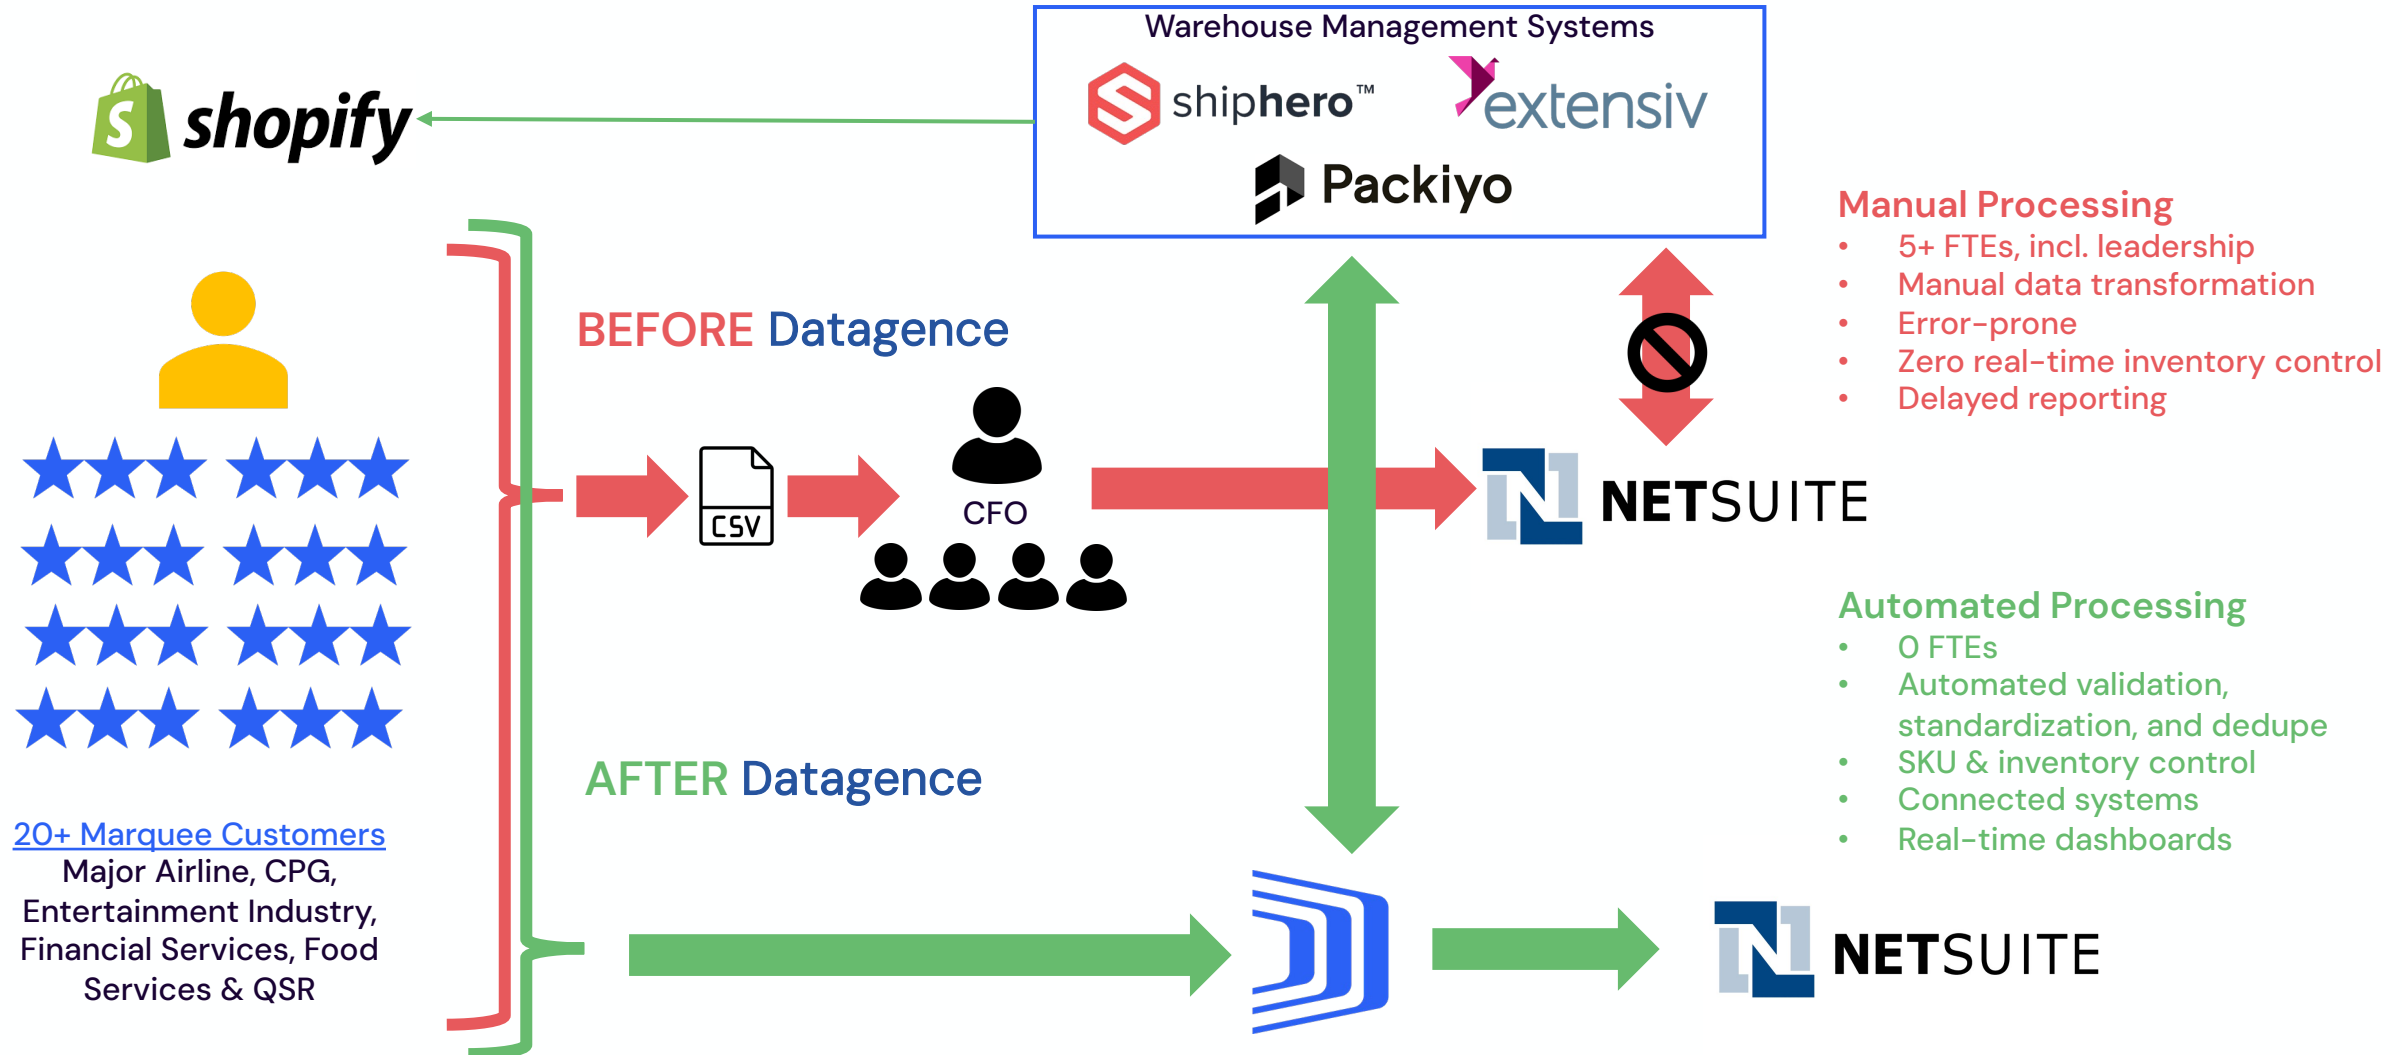 Warehouse Management Systems
shiphero™
extensiv
Packiyo
S shopify
Manual Processing
• 5+ FTEs, incl. leadership
• Manual data transformation
• Error-prone
• Zero real-time inventory control
• Delayed reporting
BEFORE Datagence
CSV
CFO
N NETSUITE
Automated Processing
• 0 FTEs
• Automated validation,
standardization, and dedupe
• SKU & inventory control
• Connected systems
• Real-time dashboards
AFTER Datagence
20+ Marquee Customers
Major Airline, CPG,
Entertainment Industry,
Financial Services, Food
Services & QSR
N NETSUITE